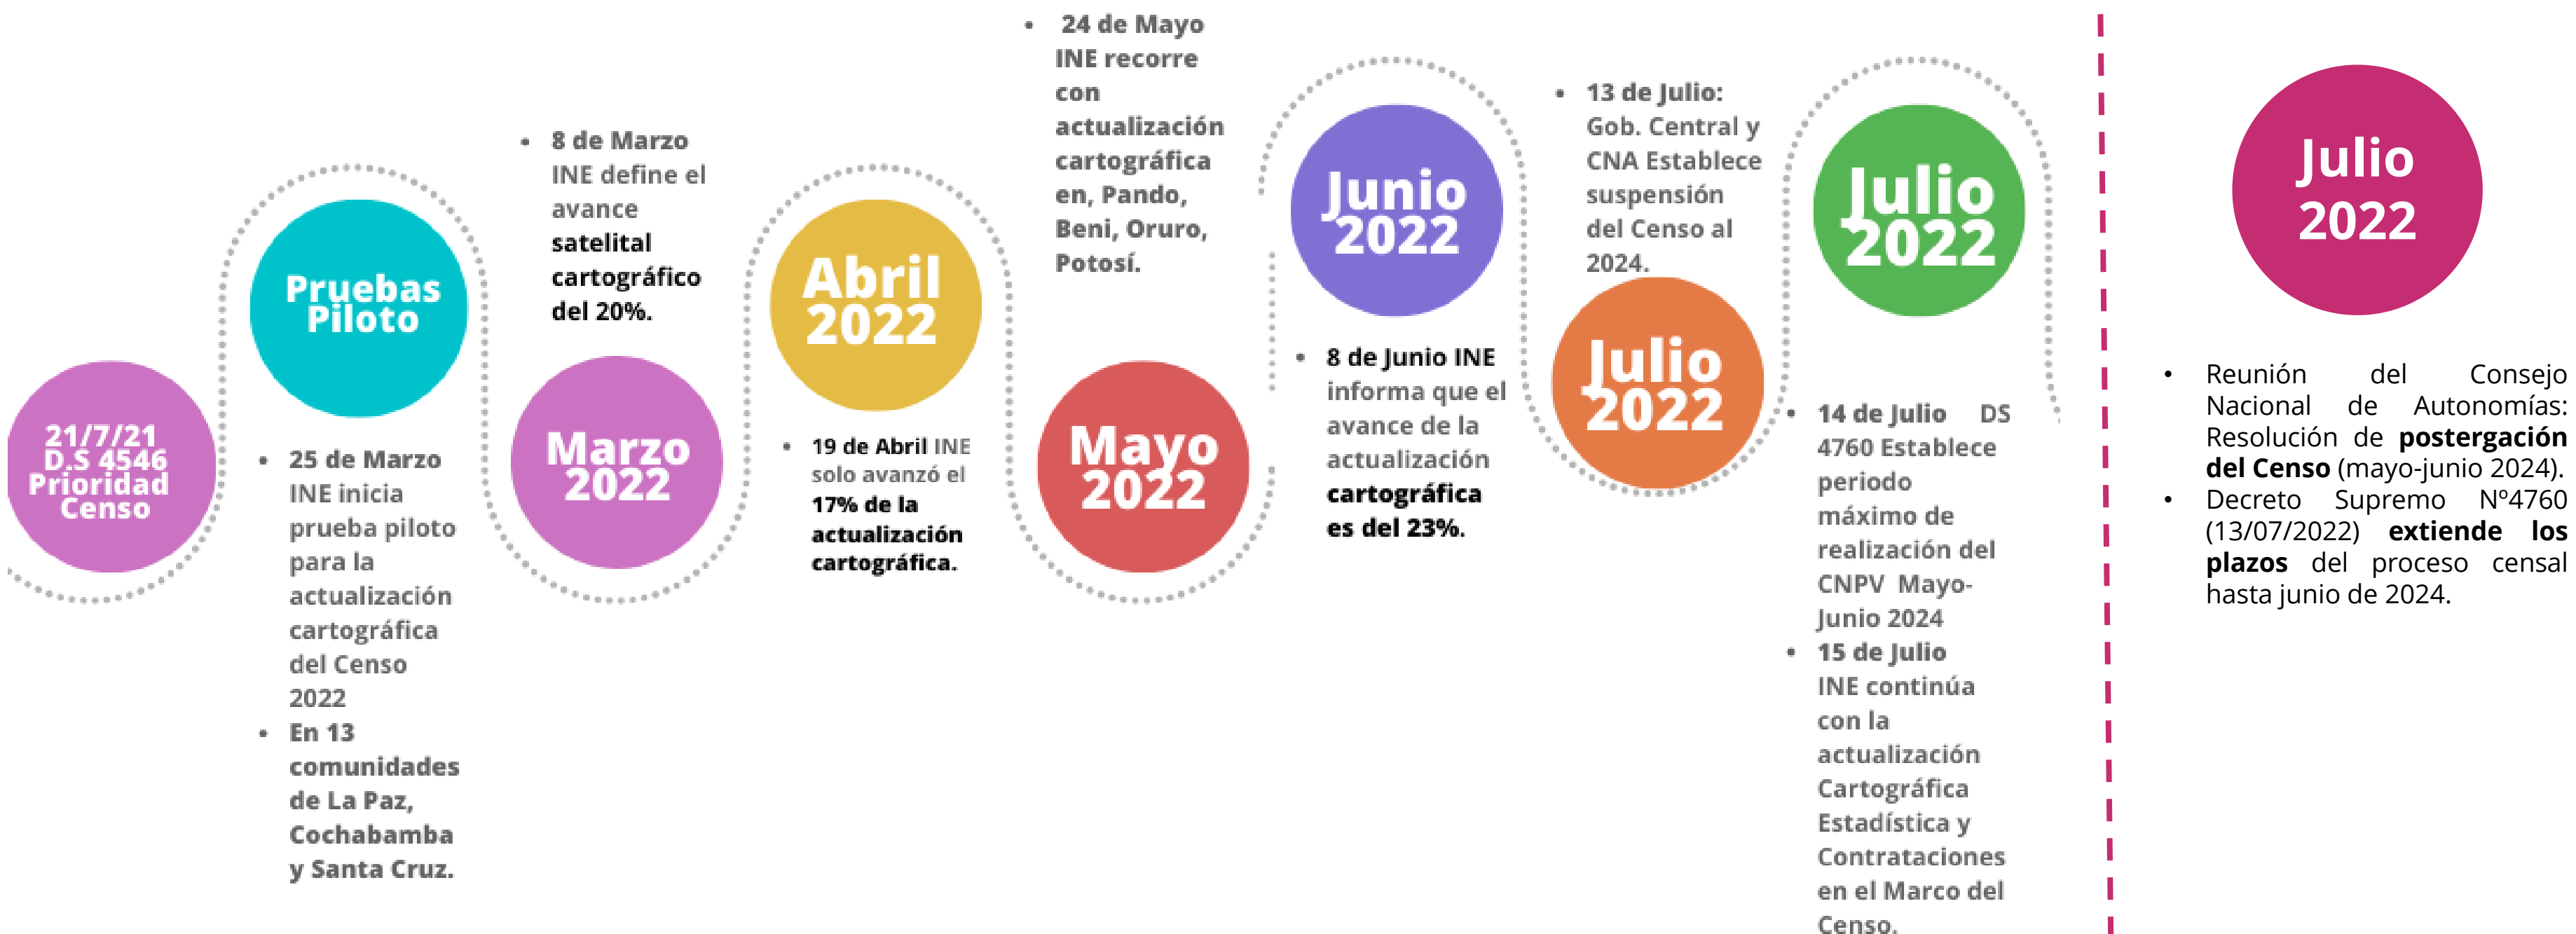 21/7/21
D.S 4546
Prioridad
Censo
Pruebas
Piloto
• 25 de Marzo
INE inicia
prueba piloto
para la
actualización
cartográfica
del Censo
2022
• En 13
comunidades
de La Paz,
Cochabamba
y Santa Cruz.
• 8 de Marzo
INE define el
avance
satelital
cartográfico
del 20%.
Marzo
2022
Abril
2022
• 19 de Abril INE
solo avanzó el
17% de la
actualización
cartográfica.
• 24 de Mayo
INE recorre
con
actualización
cartográfica
en, Pando,
Beni, Oruro,
Potosí.
Mayo
2022
Junio
2022
• 8 de Junio INE
informa que el
avance de la
actualización
cartográfica
es del 23%.
• 13 de Julio:
Gob. Central y
CNA Establece
suspensión
del Censo al
2024.
Julio
2022
Julio
2022
• 14 de Julio DS
4760 Establece
periodo
máximo de
realización del
CNPV Mayo-
Junio 2024
• 15 de Julio
INE continúa
con la
actualización
Cartográfica
Estadística y
Contrataciones
en el Marco del
Censo.
Julio
2022
• Reunión del Consejo
Nacional de Autonomías:
Resolución de postergación
del Censo (mayo-junio 2024).
• Decreto Supremo Nº4760
(13/07/2022) extiende los
plazos del proceso censal
hasta junio de 2024.